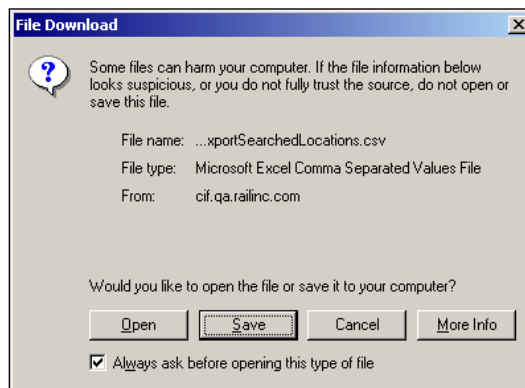 File Download
Some files can harm your computer. If the file information below
looks suspicious, or you do not fully trust the source, do not open or
save this file.
File name: ...xportSearchedLocations.csv
File type: Microsoft Excel Comma Separated Values File
From: cif.qa.railinc.com
Would you like to open the file or save it to your computer?
Open Save Cancel More Info
Always ask before opening this type of file